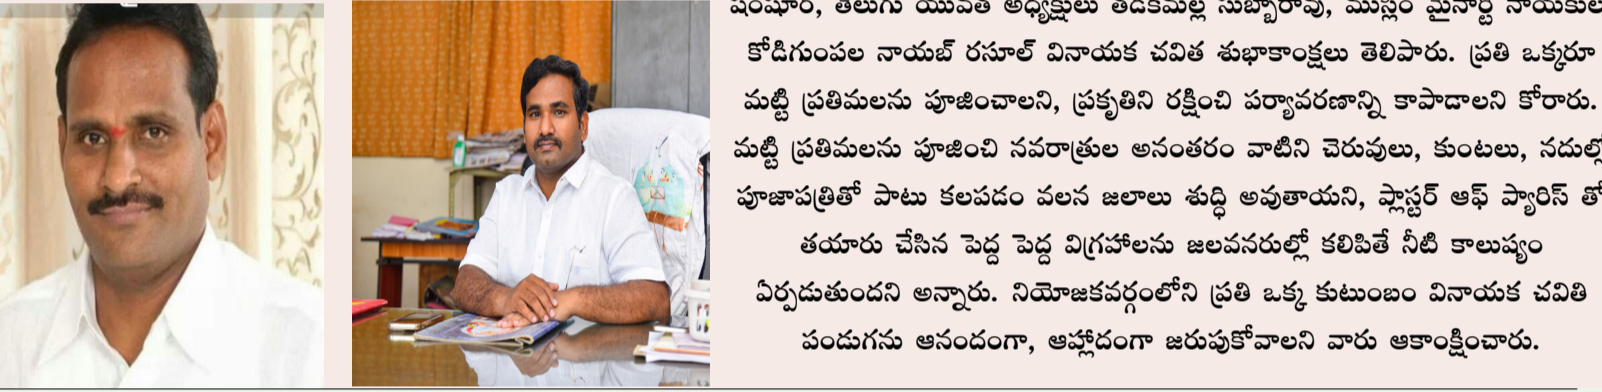 షంషూర్, తెలుగు యువత అధ్యక్షులు తడకమల్ల సుబ్బారావు, ముస్లిం మైనార్టీ నాయకులు
కోడిగుంపల నాయబ్ రసూల్ వినాయక చవిత శుభాకాంక్షలు తెలిపారు. ప్రతి ఒక్కరూ
మట్టి ప్రతిమలను పూజించాలని, ప్రకృతిని రక్షించి పర్యావరణాన్ని కాపాడాలని కోరారు.
మట్టి ప్రతిమలను పూజించి నవరాత్రుల అనంతరం వాటిని చెరువులు, కుంటలు, నదుల్లో
పూజాపత్రితో పాటు కలపడం వలన జలాలు శుద్ధి అవుతాయని, ప్లాస్టర్ ఆఫ్ ప్యారిస్ తో
తయారు చేసిన పెద్ద పెద్ద విగ్రహాలను జలవనరుల్లో కలిపితే నీటి కాలుష్యం
ఏర్పడుతుందని అన్నారు. నియోజకవర్గంలోని ప్రతి ఒక్క కుటుంబం వినాయక చవితి
పండుగను ఆనందంగా, ఆహ్లాదంగా జరుపుకోవాలని వారు ఆకాంక్షించారు.